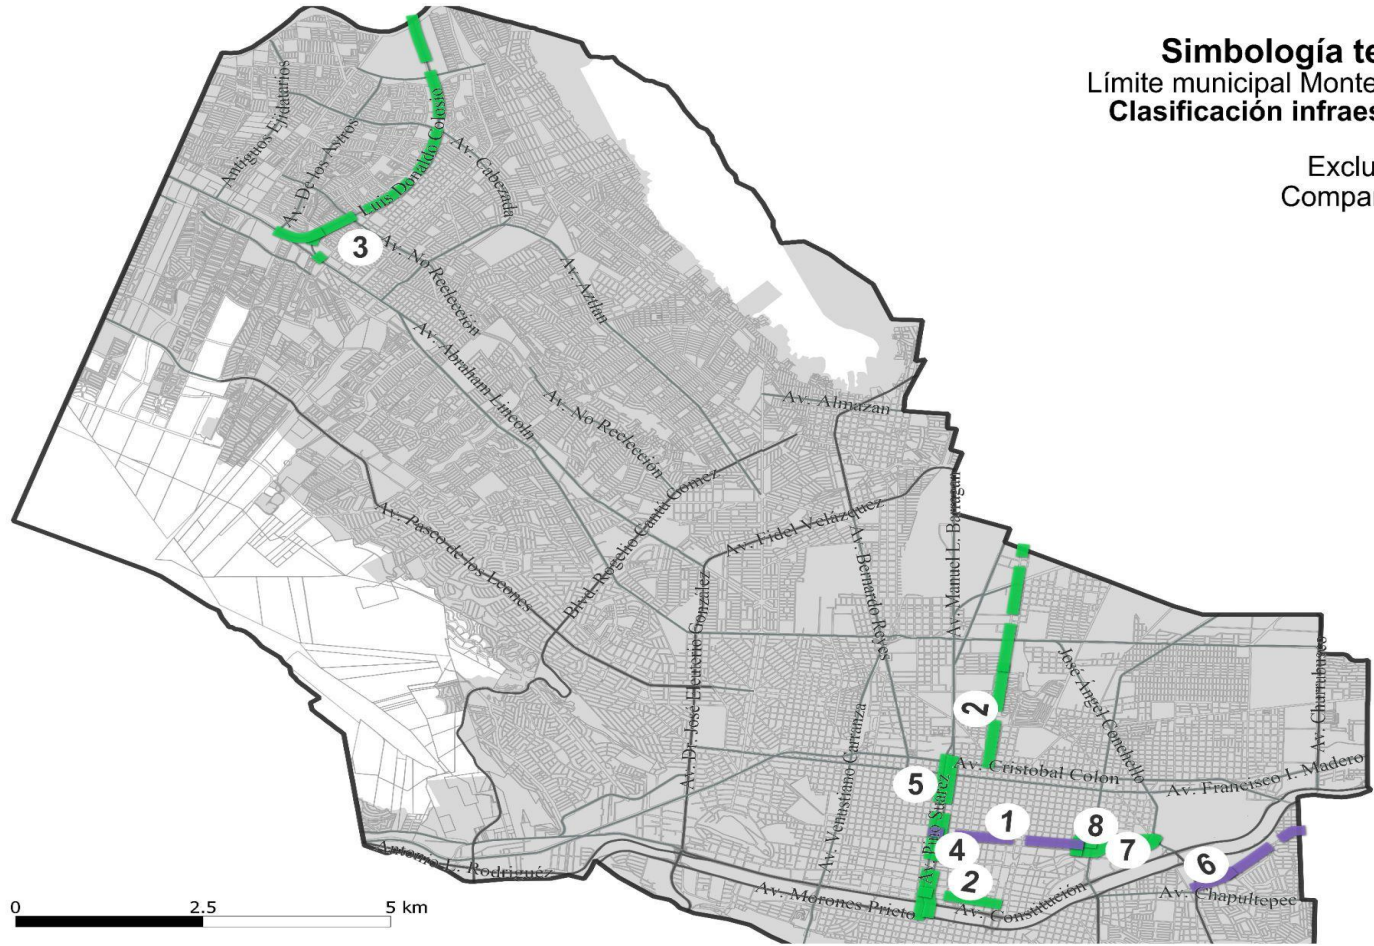 Simbología te
Límite municipal Monte
Clasificación infraes
Exclu
Compar
Antiguos Ejidatarios
Av. De los Astros
Luis Donaldo Colosio
Av. Cabezada
3
Av. No Reelección
Av. Aztlán
Av. Abraham Lincoln
Av. No Reelección
Av. Almazan
Av. Paseo de los Leones
Blvd. Rogelio Cantú Gómez
Av. Fidel Velázquez
Av. Bernardo Reyes
Av. Manuel L. Barragán
Av. Dr. José Eleuterio González
José Ángel Conchello
Av. Churubusco
2
Av. Venustiano Carranza
5
Av. Cristobal Colon
Av. Francisco I. Madero
Av. Pino Suárez
1
8
4
7
6
2
Antonio L. Rodríguéz
Av. Morones Prieto
Av. Consutución
Av. Chapultepec
0 2.5 5 km